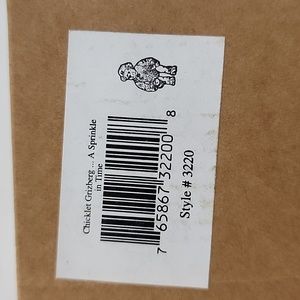 Chicklet Grizberg ... A Sprinkle
in Time
7 65867 32200 8
Style # 3220